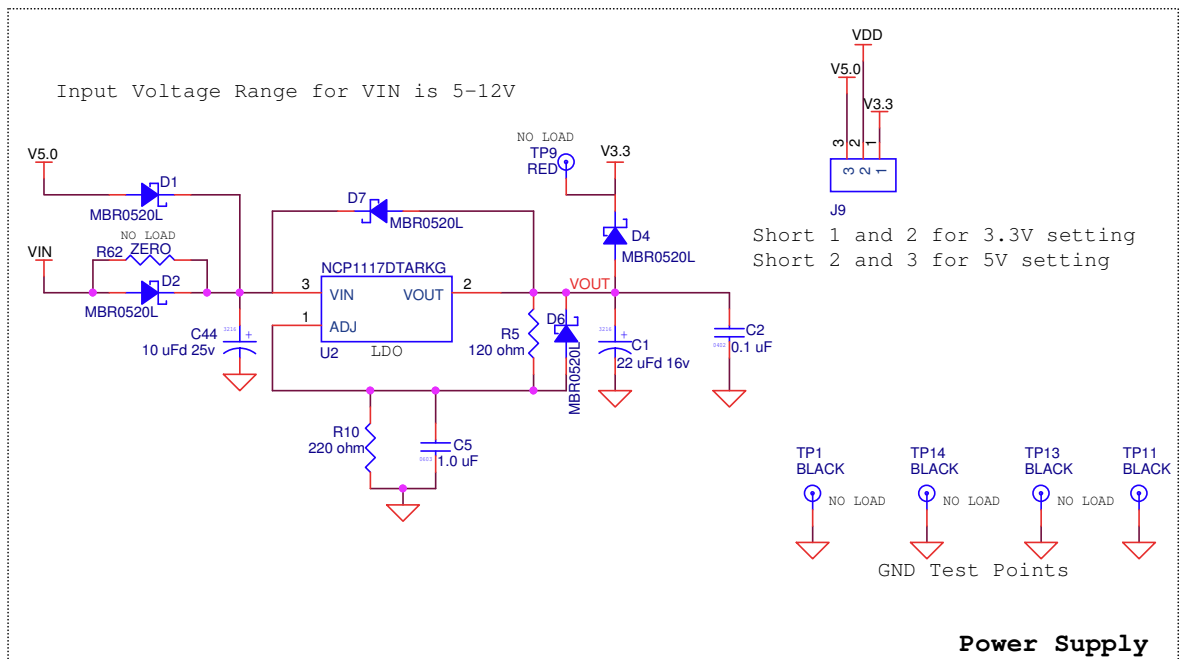 VDD
V5.0
V3.3
3
2
1
3
2
1
J9
Short 1 and 2 for 3.3V setting
Short 2 and 3 for 5V setting
Input Voltage Range for VIN is 5-12V
V5.0
D1
MBR0520L
NO LOAD
R62
ZERO
VIN
D2
MBR0520L
3216
+
C44
10 uFd 25v
D7
MBR0520L
NCP1117DTARKG
3
VIN
VOUT
2
1
ADJ
U2
LDO
NO LOAD
TP9
RED
V3.3
D4
MBR0520L
VOUT
R5
120 ohm
D6
MBR0520L
3216
+
C1
22 uFd 16v
C2
0402
0.1 uF
R10
220 ohm
C5
0603
1.0 uF
TP1
BLACK
NO LOAD
TP14
BLACK
NO LOAD
TP13
BLACK
NO LOAD
TP11
BLACK
GND Test Points
Power Supply